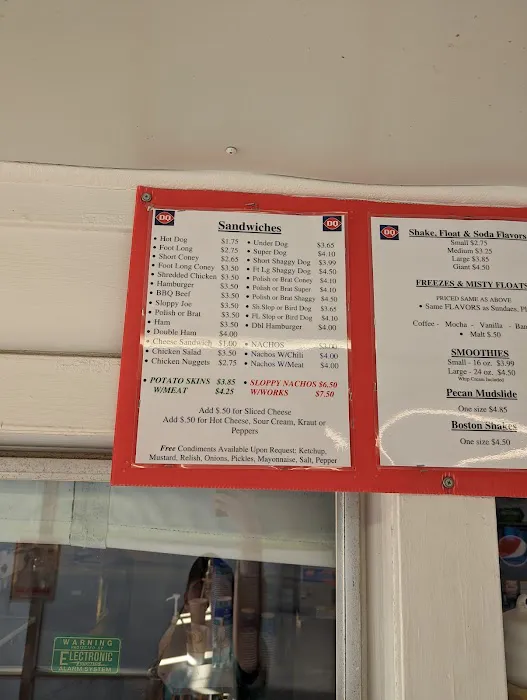 DQ
DQ
Sandwiches
• Hot Dog $1.75
• Foot Long $2.75
• Short Coney $2.65
• Foot Long Coney $3.50
• Shredded Chicken $3.50
• Hamburger $3.50
• BBQ Beef $3.50
• Sloppy Joe $3.50
• Polish or Brat $3.50
• Ham $3.50
• Double Ham $4.00
• Cheese Sandwich $1.00
• Chicken Salad $3.50
• Chicken Nuggets $2.75
• Under Dog $3.65
• Super Dog $4.10
• Short Shaggy Dog $3.99
• Ft Lg Shaggy Dog $4.50
• Polish or Brat Coney $4.10
• Polish or Brat Super $4.10
• Polish or Brat Shaggy $4.50
• Sh Slop or Bird Dog $3.65
• FL Slop or Bird Dog $4.10
• Dbl Hamburger $4.00
• NACHOS $3.00
• Nachos W/Chili $4.00
• Nachos W/Meat $4.00
• POTATO SKINS $3.85
W/MEAT $4.25
• SLOPPY NACHOS $6.50
W/WORKS $7.50
Add $.50 for Sliced Cheese
Add $.50 for Hot Cheese, Sour Cream, Kraut or
Peppers
Free Condiments Available Upon Request: Ketchup,
Mustard, Relish, Onions, Pickles, Mayonnaise, Salt, Pepper
DQ
Shake, Float & Soda Flavors
Small $2.75
Medium $3.25
Large $3.85
Giant $4.50
FREEZES & MISTY FLOATS
PRICED SAME AS ABOVE
• Same FLAVORS as Sundaes, Pl
Coffee - Mocha - Vanilla - Ban
• Malt $.50
SMOOTHIES
Small - 16 oz. $3.99
Large - 24 oz. $4.50
Whip Cream Included
Pecan Mudslide
One size $4.85
Boston Shakes
One size $4.50
WARNING
PROTECTED BY
ELECTRONIC
ALARM SYSTEM